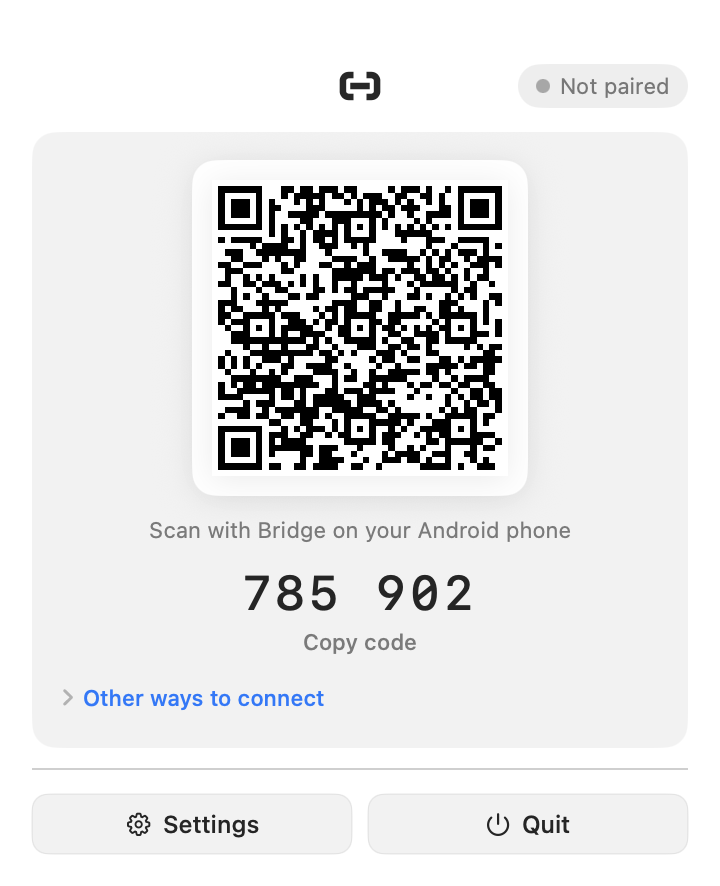 Not paired
Scan with Bridge on your Android phone
785 902
Copy code
Other ways to connect
Settings
Quit